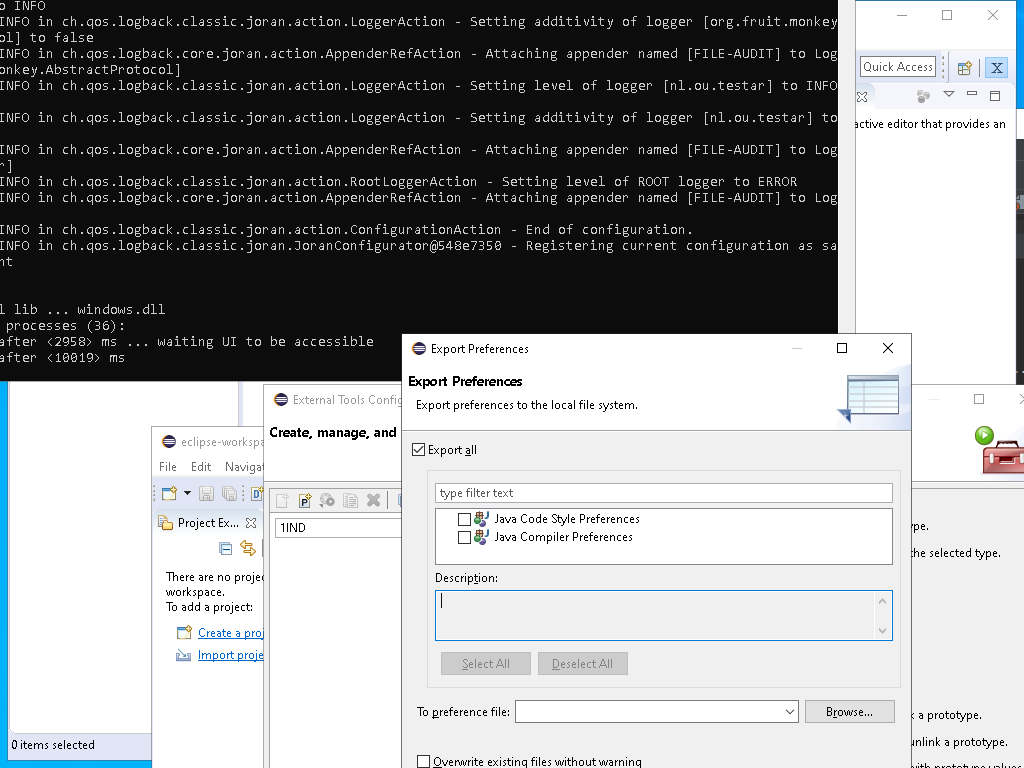 o INFO
INFO in ch.qos.logback.classic.joran.action.LoggerAction - Setting additivity of logger [org.fruit.monkey
ol] to false
INFO in ch.qos.logback.core.joran.action.AppenderRefAction - Attaching appender named [FILE-AUDIT] to Log
onkey.AbstractProtocol]
INFO in ch.qos.logback.classic.joran.action.LoggerAction - Setting level of logger [nl.ou.testar] to INFO
INFO in ch.qos.logback.classic.joran.action.LoggerAction - Setting additivity of logger [nl.ou.testar] to
INFO in ch.qos.logback.core.joran.action.AppenderRefAction - Attaching appender named [FILE-AUDIT] to Log
r]
INFO in ch.qos.logback.classic.joran.action.RootLoggerAction - Setting level of ROOT logger to ERROR
INFO in ch.qos.logback.core.joran.action.AppenderRefAction - Attaching appender named [FILE-AUDIT] to Log
INFO in ch.qos.logback.classic.joran.action.ConfigurationAction - End of configuration.
INFO in ch.qos.logback.classic.joran.JoranConfigurator@548e7350 - Registering current configuration as sa
nt
l lib ... windows.dll
processes (36):
after <2958> ms ... waiting UI to be accessible
after <10019> ms
Quick Access
X
active editor that provides an
0 items selected
eclipse-workspa
File Edit Navigat
Project Ex...
There are no projec
workspace.
To add a project:
Create a proj
Import proje
External Tools Config
Create, manage, and
1IND
Export Preferences
Export Preferences
Export preferences to the local file system.
Export all
type filter text
Java Code Style Preferences
Java Compiler Preferences
Description:
Select All Deselect All
To preference file: Browse...
Overwrite existing files without warning
ype.
the selected type.
k a prototype.
unlink a prototype.
with prototype values